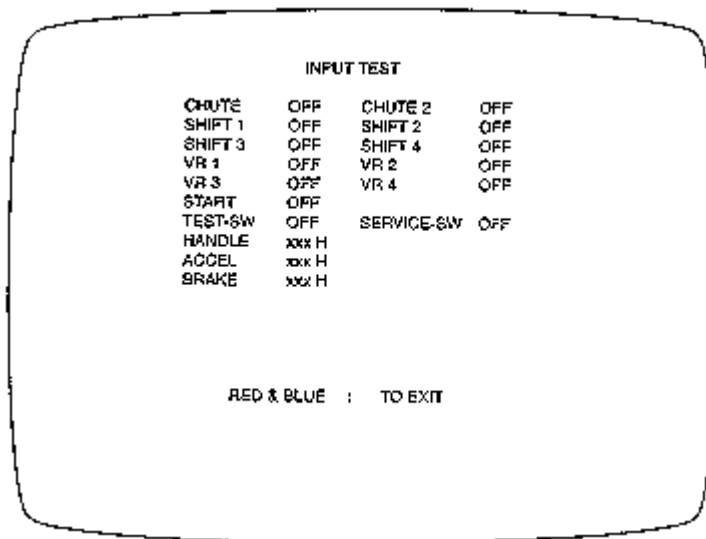 INPUT TEST
CHUTE OFF CHUTE 2 OFF
SHIFT 1 OFF SHIFT 2 OFF
SHIFT 3 OFF SHIFT 4 OFF
VR 1 OFF VR 2 OFF
VR 3 OFF VR 4 OFF
START OFF
TEST-SW OFF SERVICE-SW OFF
HANDLE xxx H
ACCEL xxx H
BRAKE xxx H
RED & BLUE : TO EXIT